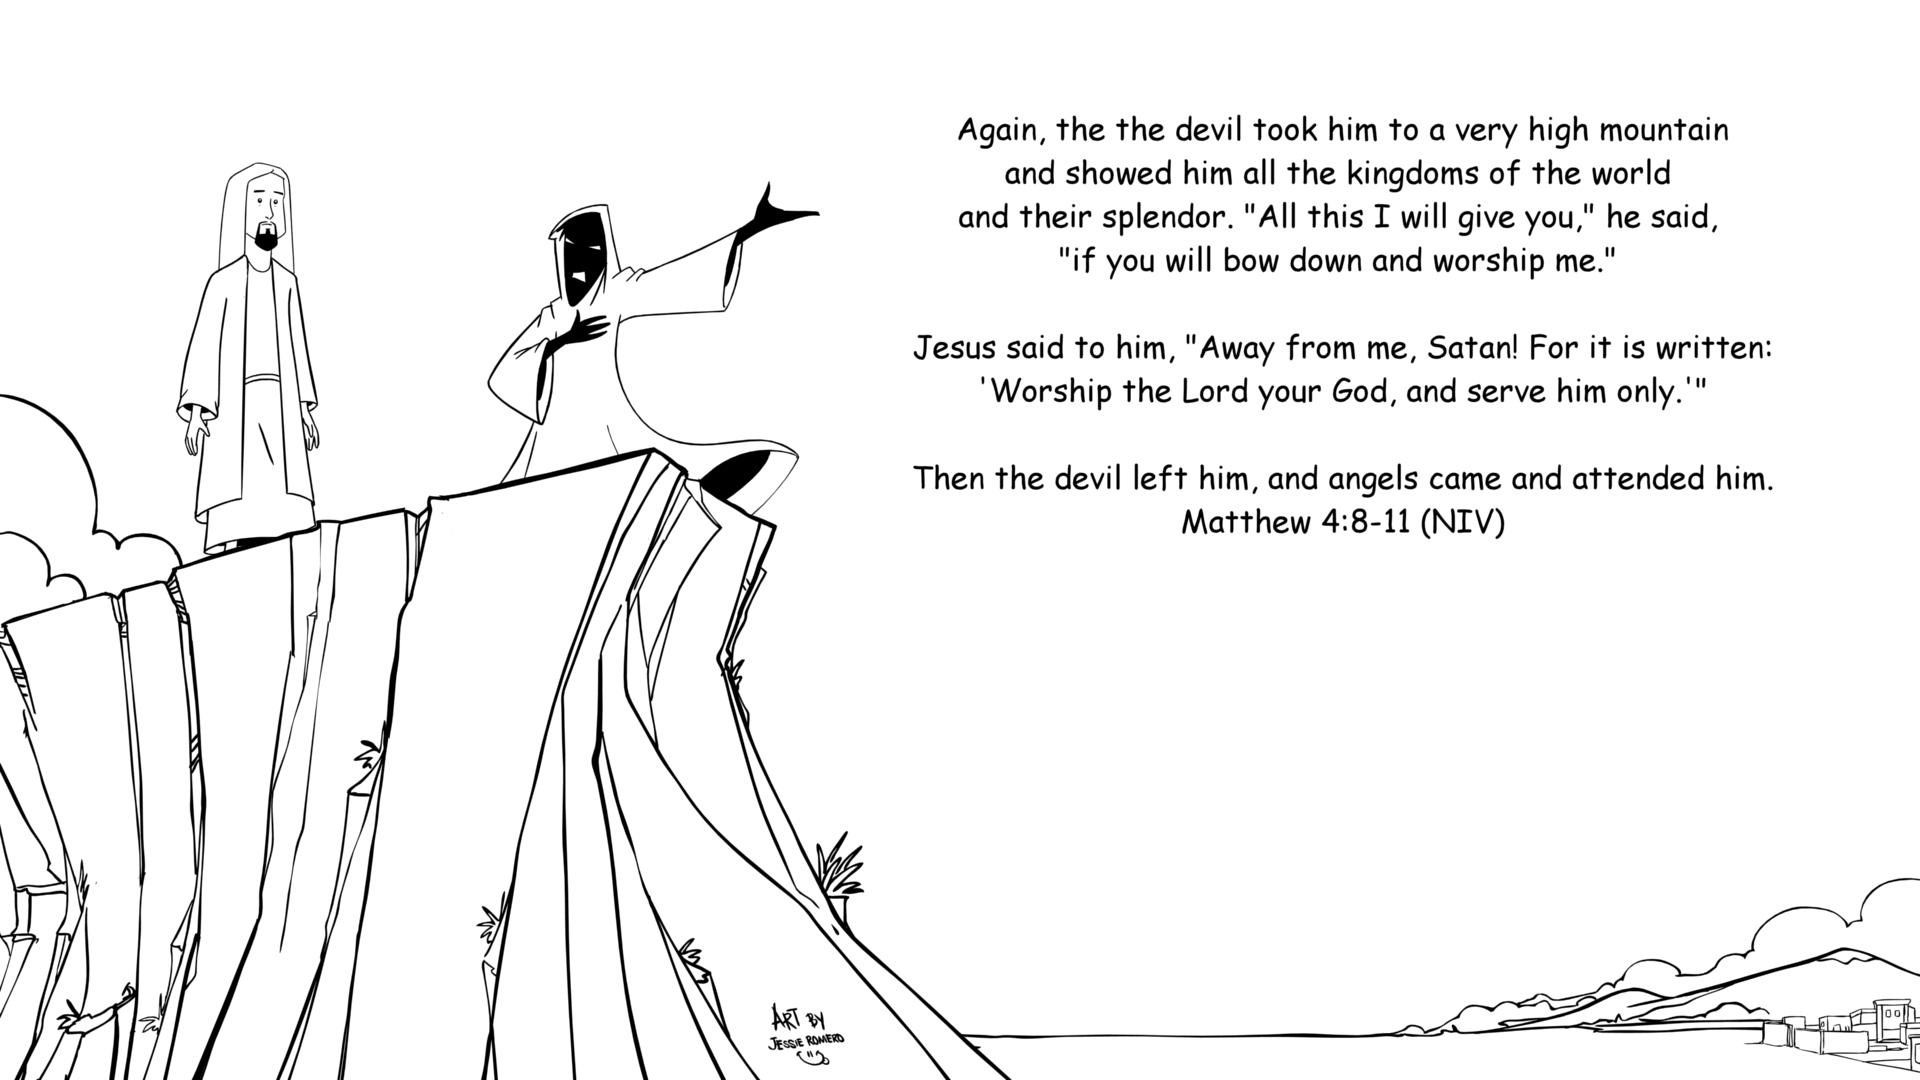 Again, the the devil took him to a very high mountain
and showed him all the kingdoms of the world
and their splendor. "All this I will give you," he said,
"if you will bow down and worship me."
Jesus said to him, "Away from me, Satan! For it is written:
'Worship the Lord your God, and serve him only.'"
Then the devil left him, and angels came and attended him.
Matthew 4:8-11 (NIV)
ART BY
JESSIE ROMERO